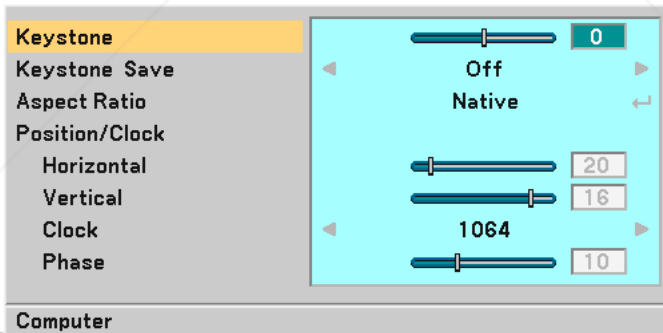 Keystone 0
Keystone Save Off
Aspect Ratio Native
Position/Clock
Horizontal 20
Vertical 16
Clock 1064
Phase 10
Computer